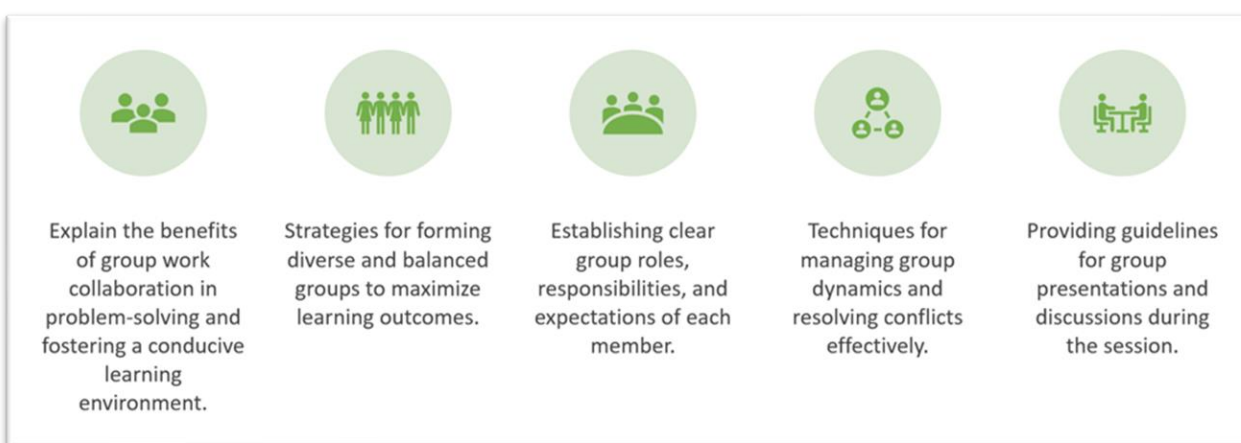 Explain the benefits
of group work
collaboration in
problem-solving and
fostering a conducive
learning
environment.
Strategies for forming
diverse and balanced
groups to maximize
learning outcomes.
Establishing clear
group roles,
responsibilities, and
expectations of each
member.
Techniques for
managing group
dynamics and
resolving conflicts
effectively.
Providing guidelines
for group
presentations and
discussions during
the session.